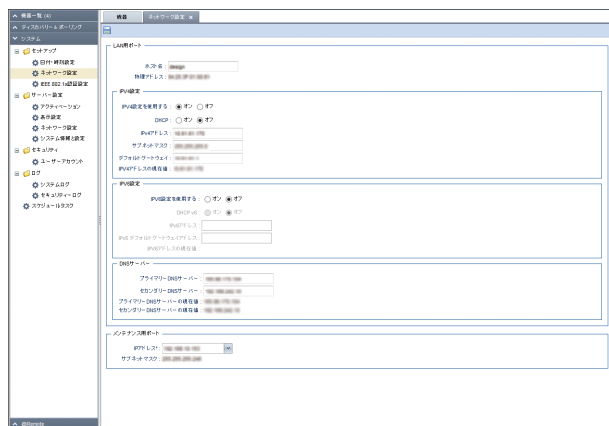 機器一覧 (4)
ディスカバリー & ポーリング
システム
セットアップ
日付・時刻設定
ネットワーク設定
IEEE 802.1x認証設定
サーバー設定
アクティベーション
表示設定
ネットワーク設定
システム情報と設定
セキュリティ
ユーザーアカウント
ログ
システムログ
セキュリティーログ
スケジュールタスク
@Remote
概要
ネットワーク設定
LAN用ポート
ホスト名 :
物理アドレス :
IPv4設定
IPv4設定を使用する : オン オフ
DHCP : オン オフ
IPv4アドレス :
サブネットマスク :
デフォルトゲートウェイ :
IPv4アドレスの現在値 :
IPv6設定
IPv6設定を使用する : オン オフ
DHCPv6 : オン オフ
IPv6アドレス :
IPv6 デフォルトゲートウェイアドレス :
IPv6アドレスの現在値 :
DNSサーバー
プライマリーDNSサーバー :
セカンダリーDNSサーバー :
プライマリーDNSサーバーの現在値 :
セカンダリーDNSサーバーの現在値 :
メンテナンス用ポート
IPアドレス* :
サブネットマスク :